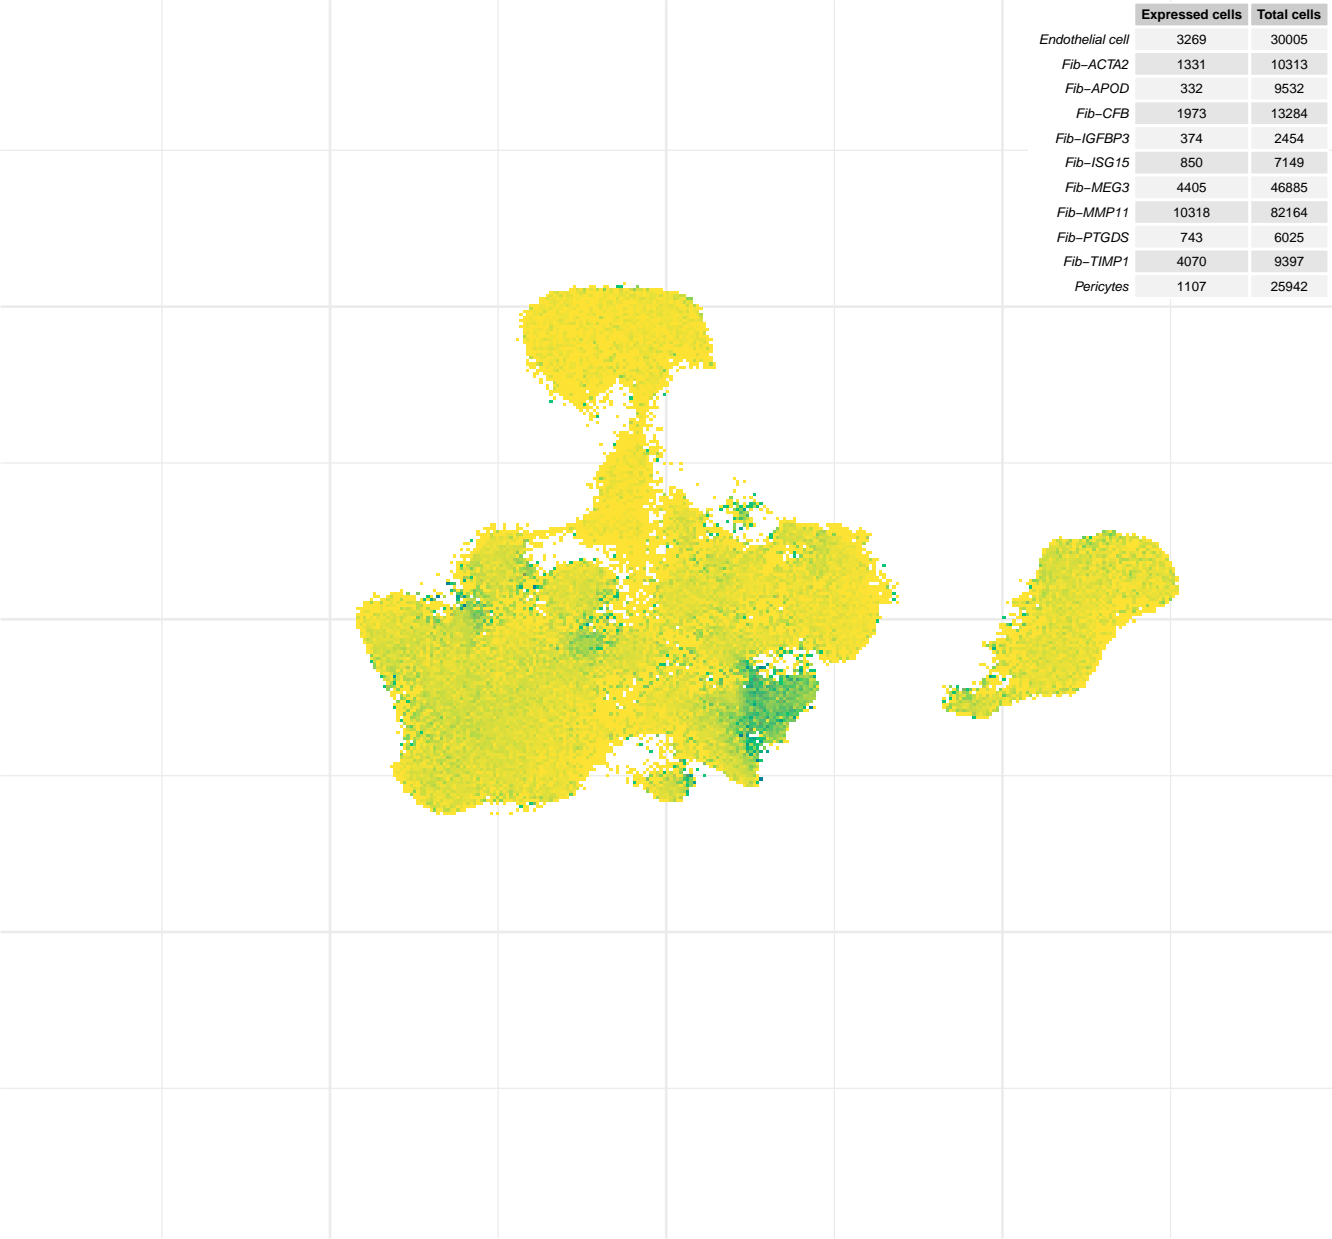 Expressed cells Total cells
Endothelial cell 3269 30005
Fib−ACTA2 1331 10313
Fib−APOD 332 9532
Fib−CFB 1973 13284
Fib−IGFBP3 374 2454
Fib−ISG15 850 7149
Fib−MEG3 4405 46885
Fib−MMP11 10318 82164
Fib−PTGDS 743 6025
Fib−TIMP1 4070 9397
Pericytes 1107 25942